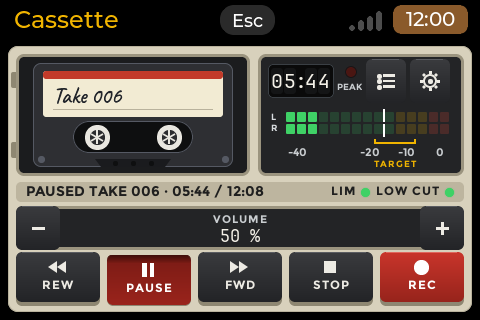 Cassette
Esc
12:00
Take 006
05:44
PEAK
L
R
-40 -20 -10 0
TARGET
PAUSED TAKE 006 · 05:44 / 12:08
LIM LOW CUT
VOLUME
50 %
REW
PAUSE
FWD
STOP
REC